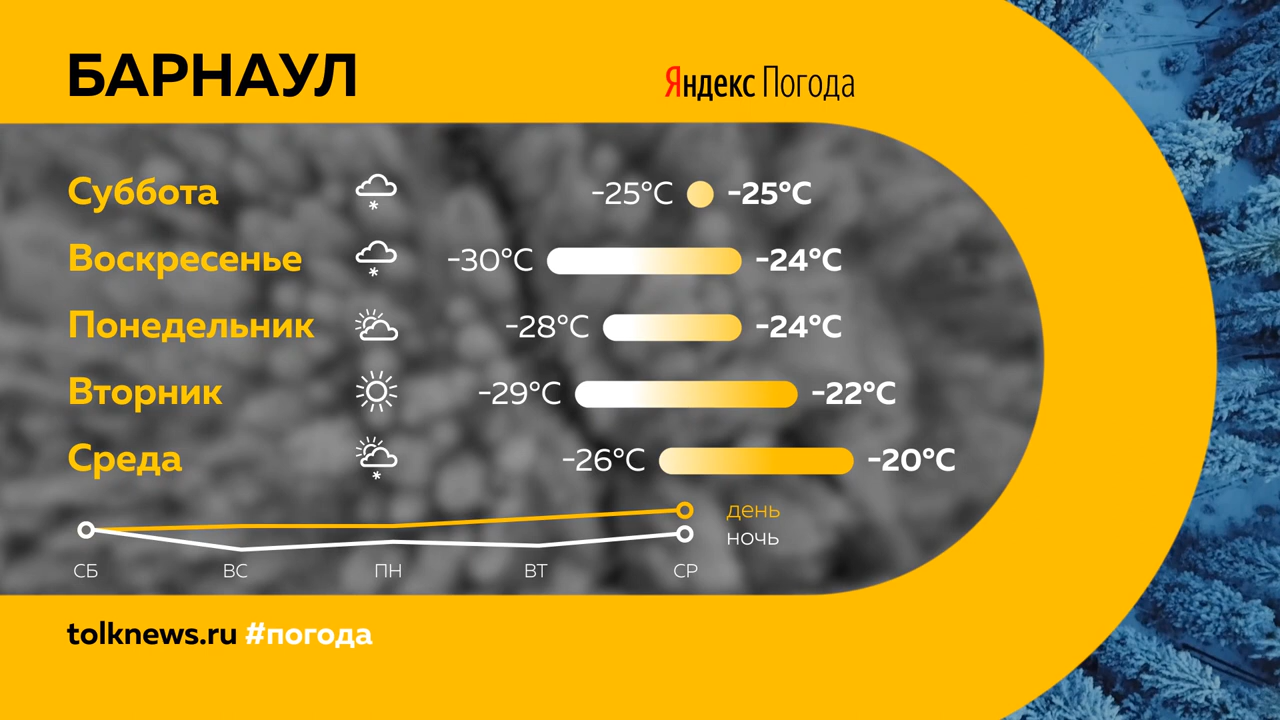 БАРНАУЛ
Яндекс Погода
Суббота -25°C -25°C
Воскресенье -30°C -24°C
Понедельник -28°C -24°C
Вторник -29°C -22°C
Среда -26°C -20°C
день
ночь
СБ ВС ПН ВТ СР
tolknews.ru #погода